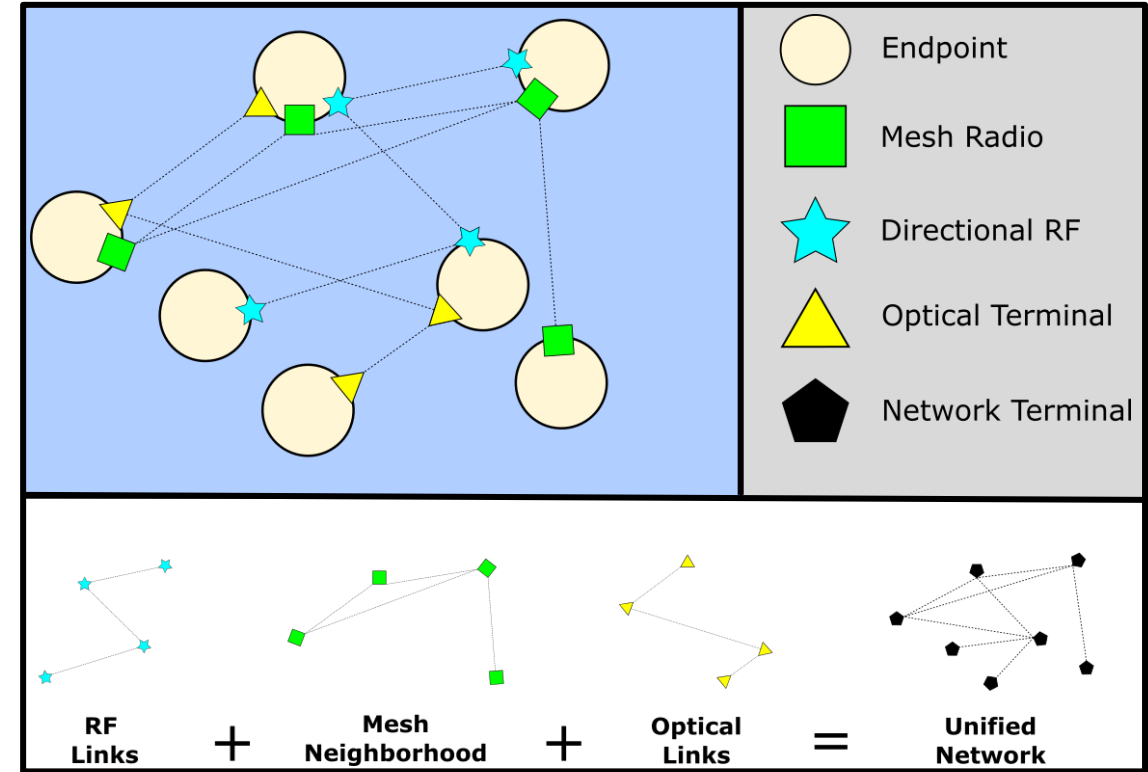 Endpoint
Mesh Radio
Directional RF
Optical Terminal
Network Terminal
RF
Links
+
Mesh
Neighborhood
+
Optical
Links
=
Unified
Network